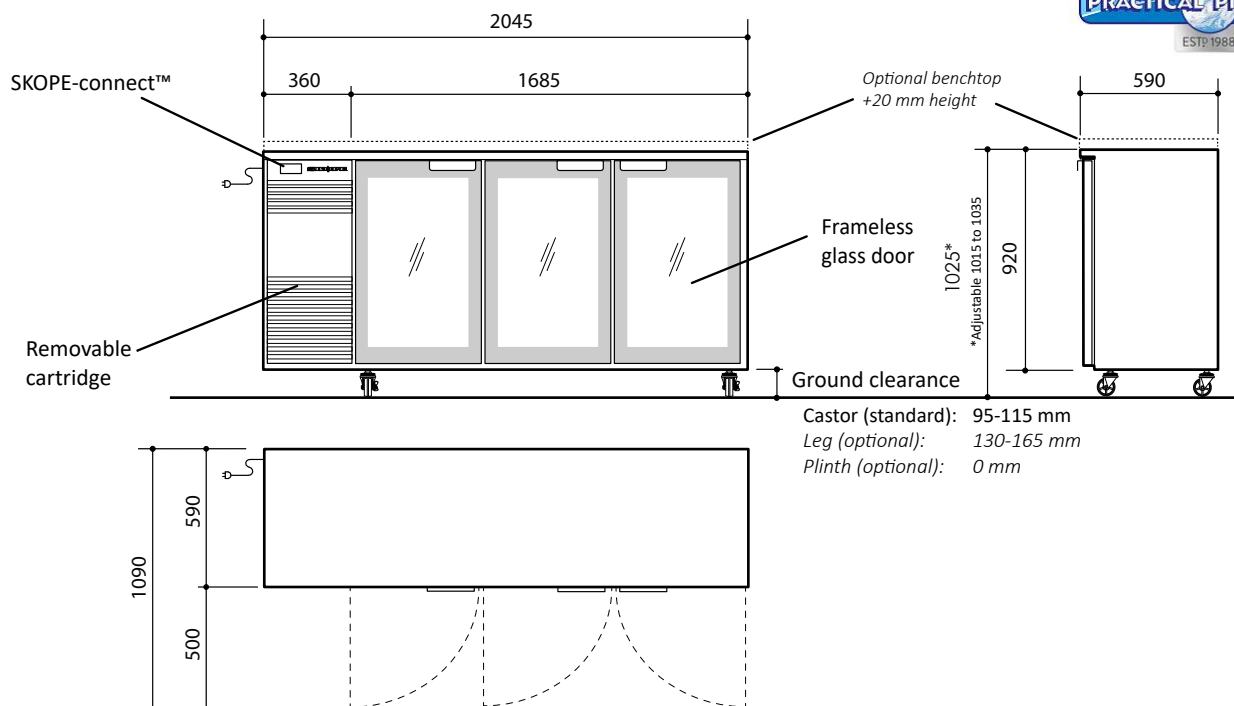 PRACTICAL
ESTD 1988
2045
SKOPE-connect™
360
1685
Optional benchtop
+20 mm height
590
Frameless
glass door
1025*
*Adjustable 1015 to 1035
920
Removable
cartridge
Ground clearance
Castor (standard): 95-115 mm
Leg (optional): 130-165 mm
Plinth (optional): 0 mm
1090
590
500